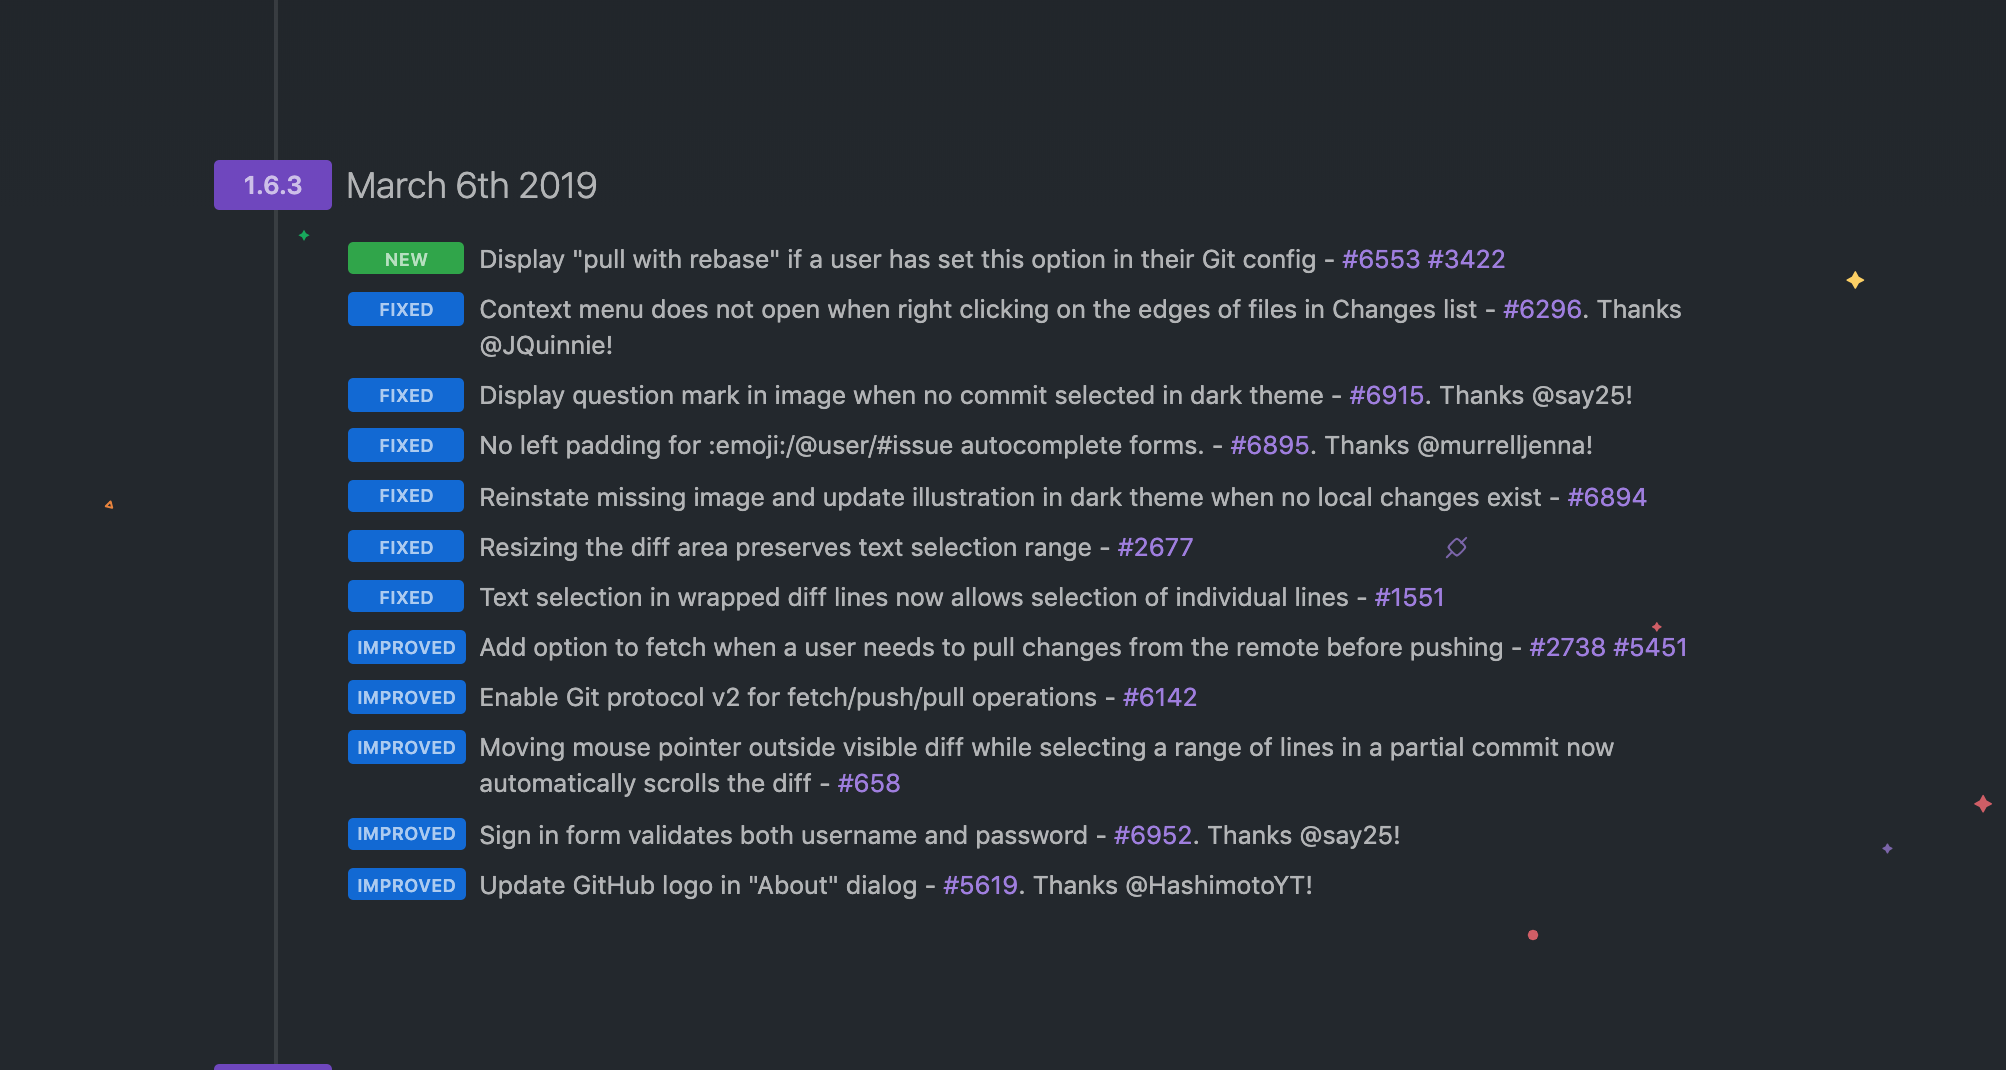 1.6.3 March 6th 2019
NEW Display "pull with rebase" if a user has set this option in their Git config - #6553 #3422
FIXED Context menu does not open when right clicking on the edges of files in Changes list - #6296. Thanks
@JQuinnie!
FIXED Display question mark in image when no commit selected in dark theme - #6915. Thanks @say25!
FIXED No left padding for :emoji:/@user/#issue autocomplete forms. - #6895. Thanks @murrelljenna!
FIXED Reinstate missing image and update illustration in dark theme when no local changes exist - #6894
FIXED Resizing the diff area preserves text selection range - #2677
FIXED Text selection in wrapped diff lines now allows selection of individual lines - #1551
IMPROVED Add option to fetch when a user needs to pull changes from the remote before pushing - #2738 #5451
IMPROVED Enable Git protocol v2 for fetch/push/pull operations - #6142
IMPROVED Moving mouse pointer outside visible diff while selecting a range of lines in a partial commit now
automatically scrolls the diff - #658
IMPROVED Sign in form validates both username and password - #6952. Thanks @say25!
IMPROVED Update GitHub logo in "About" dialog - #5619. Thanks @HashimotoYT!